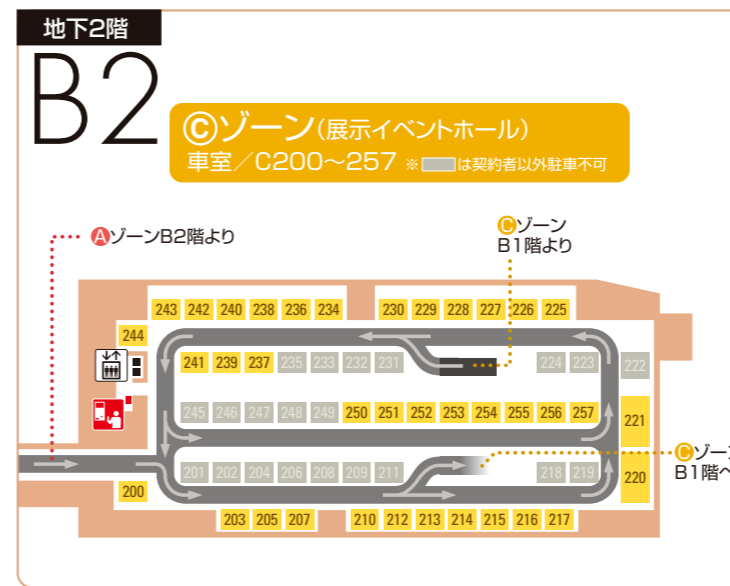 地下2階
B2
Ⓒゾーン(展示イベントホール)
車室/C200〜257 ※ は契約者以外駐車不可
ⒶゾーンB2階より
Ⓒゾーン
B1階より
243 242 240 238 236 234 230 229 228 227 226 225
244
241 239 237 235 233 232 231 224 223 222
245 246 247 248 249 250 251 252 253 254 255 256 257 221
Ⓒゾーン
B1階へ
201 202 204 206 208 209 211 218 219 220
200
203 205 207 210 212 213 214 215 216 217